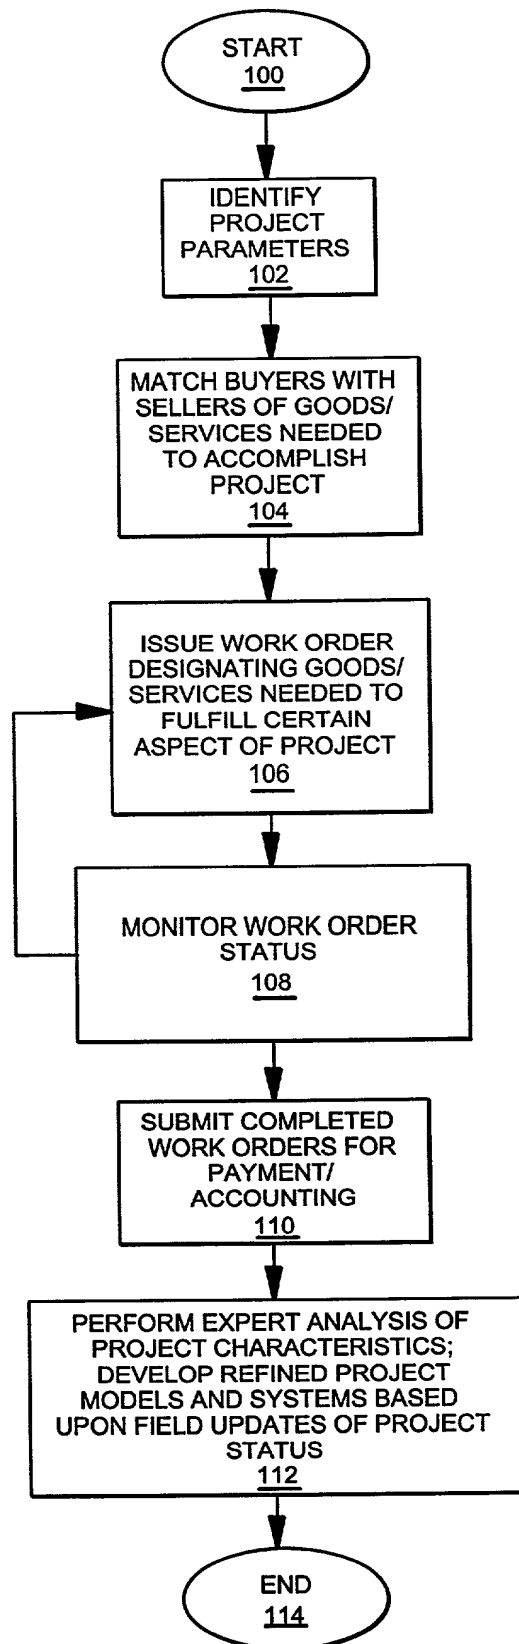 START
100
IDENTIFY
PROJECT
PARAMETERS
102
MATCH BUYERS WITH
SELLERS OF GOODS/
SERVICES NEEDED
TO ACCOMPLISH
PROJECT
104
ISSUE WORK ORDER
DESIGNATING GOODS/
SERVICES NEEDED TO
FULFILL CERTAIN
ASPECT OF PROJECT
106
MONITOR WORK ORDER
STATUS
108
SUBMIT COMPLETED
WORK ORDERS FOR
PAYMENT/
ACCOUNTING
110
PERFORM EXPERT ANALYSIS OF
PROJECT CHARACTERISTICS;
DEVELOP REFINED PROJECT
MODELS AND SYSTEMS BASED
UPON FIELD UPDATES OF PROJECT
STATUS
112
END
114